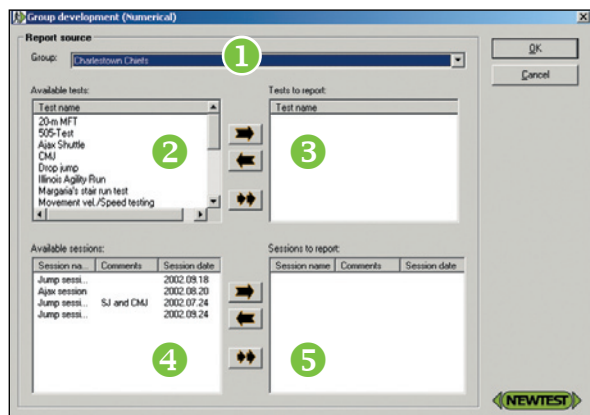 Group development (Numerical)
Report source
Group: Charlestown Chiefs
1
OK
Cancel
Available tests:
Tests to report:
Test name
Test name
20-m MFT
505-Test
Ajax Shuttle
CMJ
Drop jump
Illinois Agility Run
Margaria's stair run test
Movement vel./Speed testing
2
3
Available sessions:
Sessions to report:
Session na... Comments Session date
Session name Comments Session date
Jump sessi... 2002.09.18
Ajax session 2002.08.20
Jump sessi... SJ and CMJ 2002.07.24
Jump sessi... 2002.09.24
4
5
NEWTEST